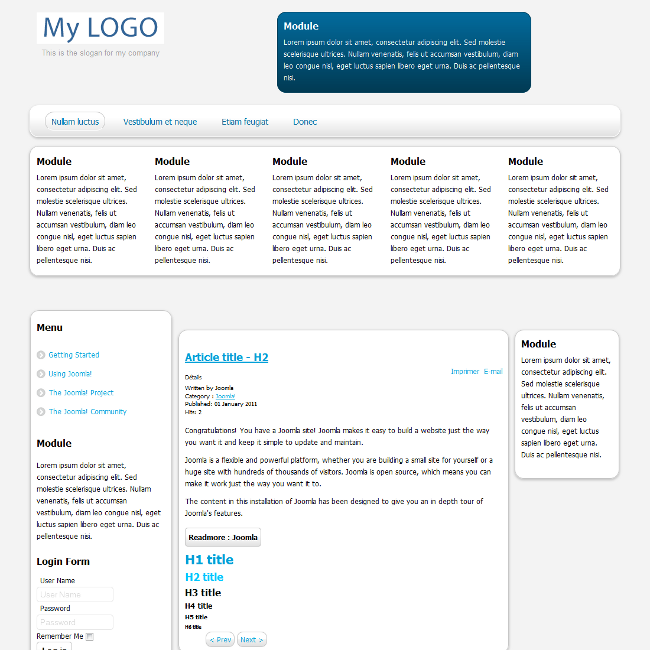 My LOGO
This is the slogan for my company
Module
Lorem ipsum dolor sit amet, consectetur adipiscing elit. Sed molestie
scelerisque ultrices. Nullam venenatis, felis ut accumsan vestibulum, diam
leo congue nisl, eget luctus sapien libero eget urna. Duis ac pellentesque
nisi.
Nullam luctus
Vestibulum et neque
Etiam feugiat
Donec
Module
Lorem ipsum dolor sit amet,
consectetur adipiscing elit. Sed
molestie scelerisque ultrices.
Nullam venenatis, felis ut
accumsan vestibulum, diam leo
congue nisl, eget luctus sapien
libero eget urna. Duis ac
pellentesque nisi.
Module
Lorem ipsum dolor sit amet,
consectetur adipiscing elit. Sed
molestie scelerisque ultrices.
Nullam venenatis, felis ut
accumsan vestibulum, diam leo
congue nisl, eget luctus sapien
libero eget urna. Duis ac
pellentesque nisi.
Module
Lorem ipsum dolor sit amet,
consectetur adipiscing elit. Sed
molestie scelerisque ultrices.
Nullam venenatis, felis ut
accumsan vestibulum, diam leo
congue nisl, eget luctus sapien
libero eget urna. Duis ac
pellentesque nisi.
Module
Lorem ipsum dolor sit amet,
consectetur adipiscing elit. Sed
molestie scelerisque ultrices.
Nullam venenatis, felis ut
accumsan vestibulum, diam leo
congue nisl, eget luctus sapien
libero eget urna. Duis ac
pellentesque nisi.
Module
Lorem ipsum dolor sit amet,
consectetur adipiscing elit. Sed
molestie scelerisque ultrices.
Nullam venenatis, felis ut
accumsan vestibulum, diam leo
congue nisl, eget luctus sapien
libero eget urna. Duis ac
pellentesque nisi.
Menu
Getting Started
Using Joomla!
The Joomla! Project
The Joomla! Community
Module
Lorem ipsum dolor sit amet,
consectetur adipiscing elit. Sed
molestie scelerisque ultrices. Nullam
venenatis, felis ut accumsan
vestibulum, diam leo congue nisl, eget
luctus sapien libero eget urna. Duis ac
pellentesque nisi.
Login Form
User Name
User Name
Password
Password
Remember Me
Log in
Article title - H2
Imprimer E-mail
Détails
Written by Joomla
Category : Joomla!
Published: 01 January 2011
Hits: 2
Congratulations! You have a Joomla site! Joomla makes it easy to build a website just the way
you want it and keep it simple to update and maintain.
Joomla is a flexible and powerful platform, whether you are building a small site for yourself or a
huge site with hundreds of thousands of visitors. Joomla is open source, which means you can
make it work just the way you want it to.
The content in this installation of Joomla has been designed to give you an in depth tour of
Joomla's features.
Readmore : Joomla
H1 title
H2 title
H3 title
H4 title
H5 title
H6 title
< Prev Next >
Module
Lorem ipsum dolor sit amet,
consectetur adipiscing elit.
Sed molestie scelerisque
ultrices. Nullam venenatis,
felis ut accumsan
vestibulum, diam leo
congue nisl, eget luctus
sapien libero eget urna.
Duis ac pellentesque nisi.